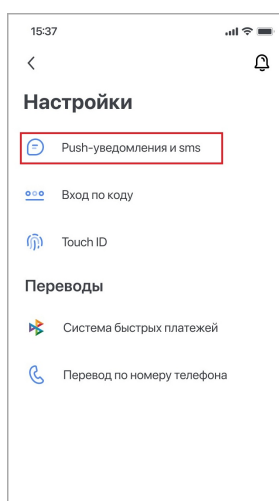 15:37
Настройки
Push-уведомления и sms
Вход по коду
Touch ID
Переводы
Система быстрых платежей
Перевод по номеру телефона